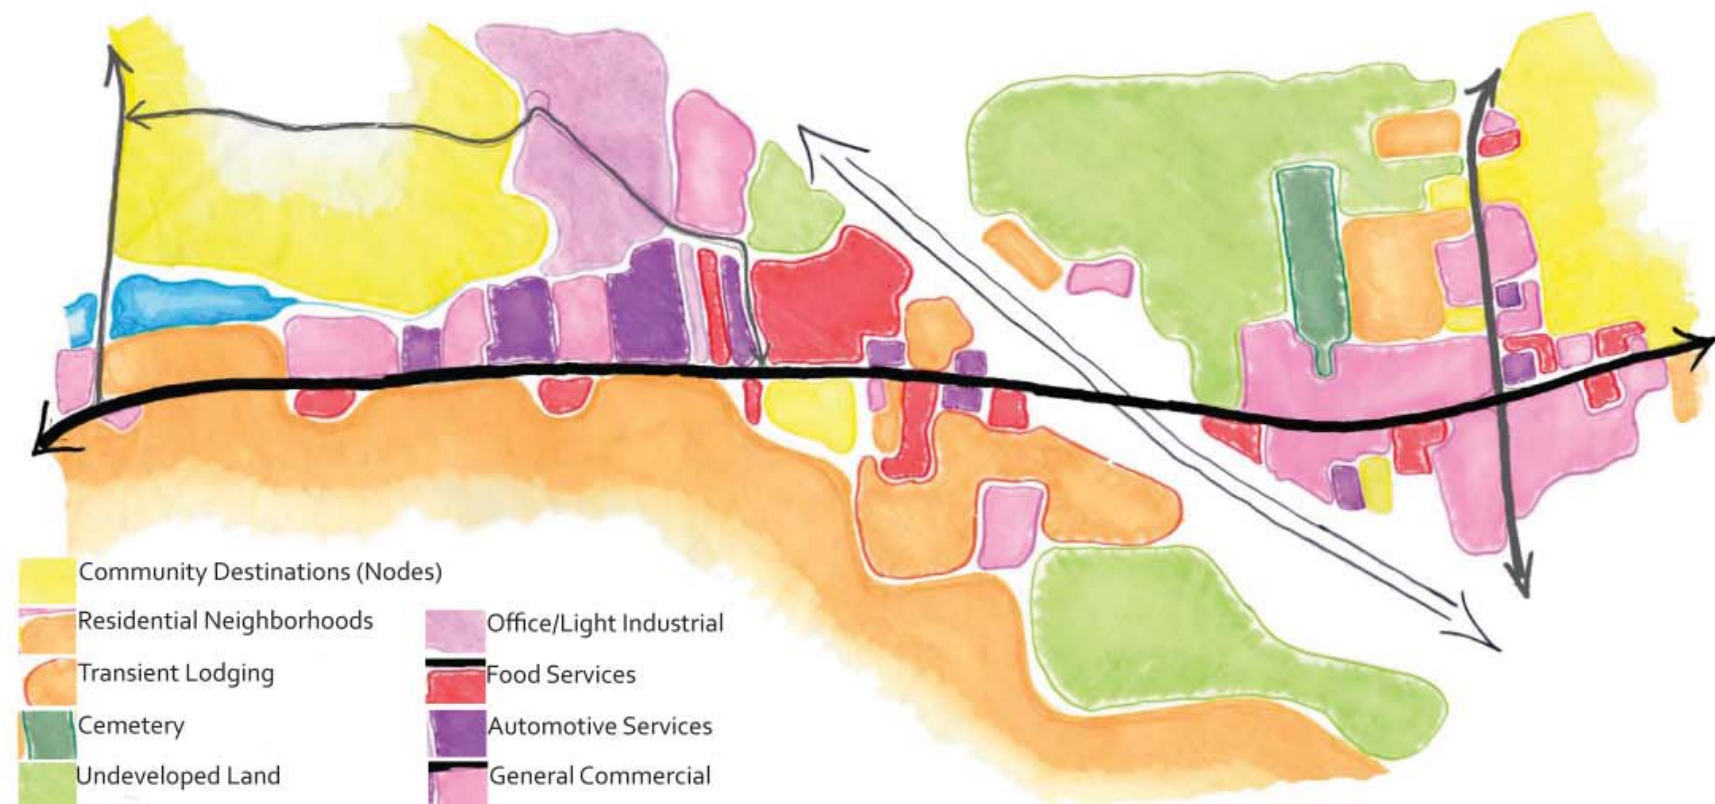 Community Destinations (Nodes)
Residential Neighborhoods
Transient Lodging
Cemetery
Undeveloped Land
Office/Light Industrial
Food Services
Automotive Services
General Commercial